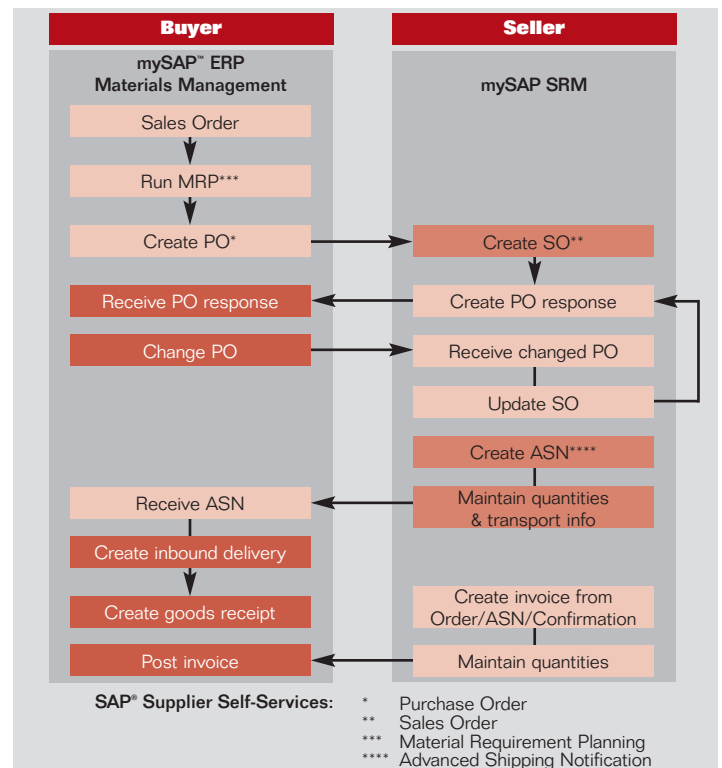 Buyer
Seller
mySAP™ ERP
Materials Management
mySAP SRM
Sales Order
Run MRP***
Create PO*
Create SO**
Receive PO response
Create PO response
Change PO
Receive changed PO
Update SO
Create ASN****
Receive ASN
Maintain quantities
& transport info
Create inbound delivery
Create goods receipt
Create invoice from
Order/ASN/Confirmation
Post invoice
Maintain quantities
SAP® Supplier Self-Services:
* Purchase Order
** Sales Order
*** Material Requirement Planning
**** Advanced Shipping Notification